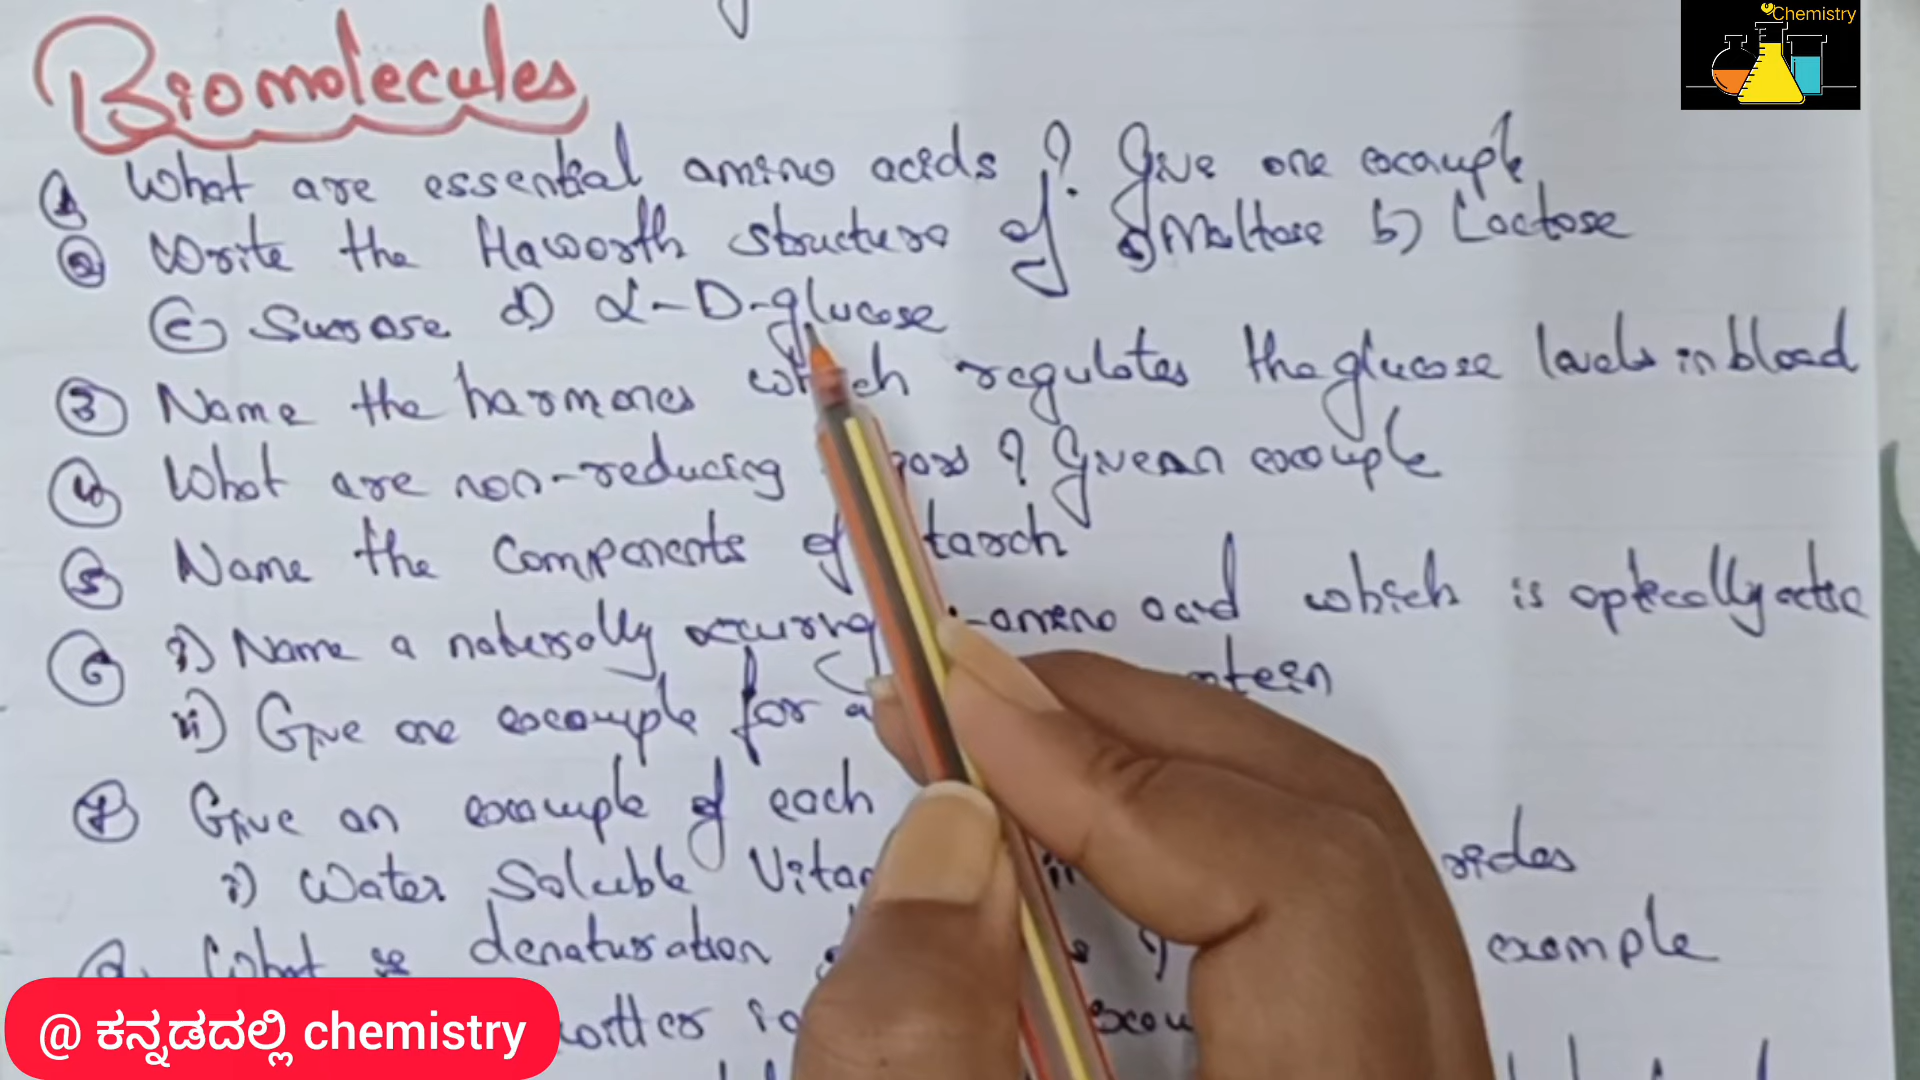 Chemistry
Biomolecules
1 What are essential amino acids? Give one example
2 Write the Haworth structure of a) Maltose b) Lactose
c) Sucrose d) α-D-glucose
3 Name the harmones which regulates the glucose levels in blood
4 What are non-reducing ? Given an example
5 Name the Components of starch
6 i) Name a naturally occuring -amino acid which is optically active
ii) Give one example for a protein
7 Give an example of each
i) Water Soluble
What is denaturation ? example
@ ಕನ್ನಡದಲ್ಲಿ chemistry